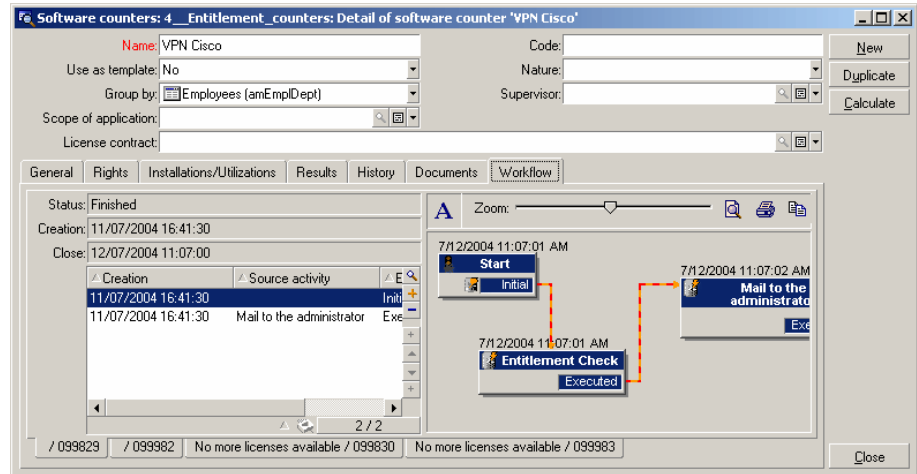 Software counters: 4__Entitlement_counters: Detail of software counter 'VPN Cisco'
Name: VPN Cisco
Code:
New
Use as template: No
Nature:
Duplicate
Group by: Employees (amEmplDept)
Supervisor:
Calculate
Scope of application:
License contract:
General Rights Installations/Utilizations Results History Documents Workflow
Status: Finished
A Zoom:
Creation: 11/07/2004 16:41:30
Close: 12/07/2004 11:07:00
Creation Source activity E
11/07/2004 16:41:30 Initi
11/07/2004 16:41:30 Mail to the administrator Exe
2 / 2
7/12/2004 11:07:01 AM
Start
Initial
7/12/2004 11:07:02 AM
Mail to the
administrato
Exe
7/12/2004 11:07:01 AM
Entitlement Check
Executed
/ 099829 / 099982 No more licenses available / 099830 No more licenses available / 099983
Close